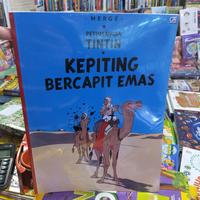 HERGÉ
PETUALANGAN
TINTIN
KEPITING
BERCAPIT EMAS